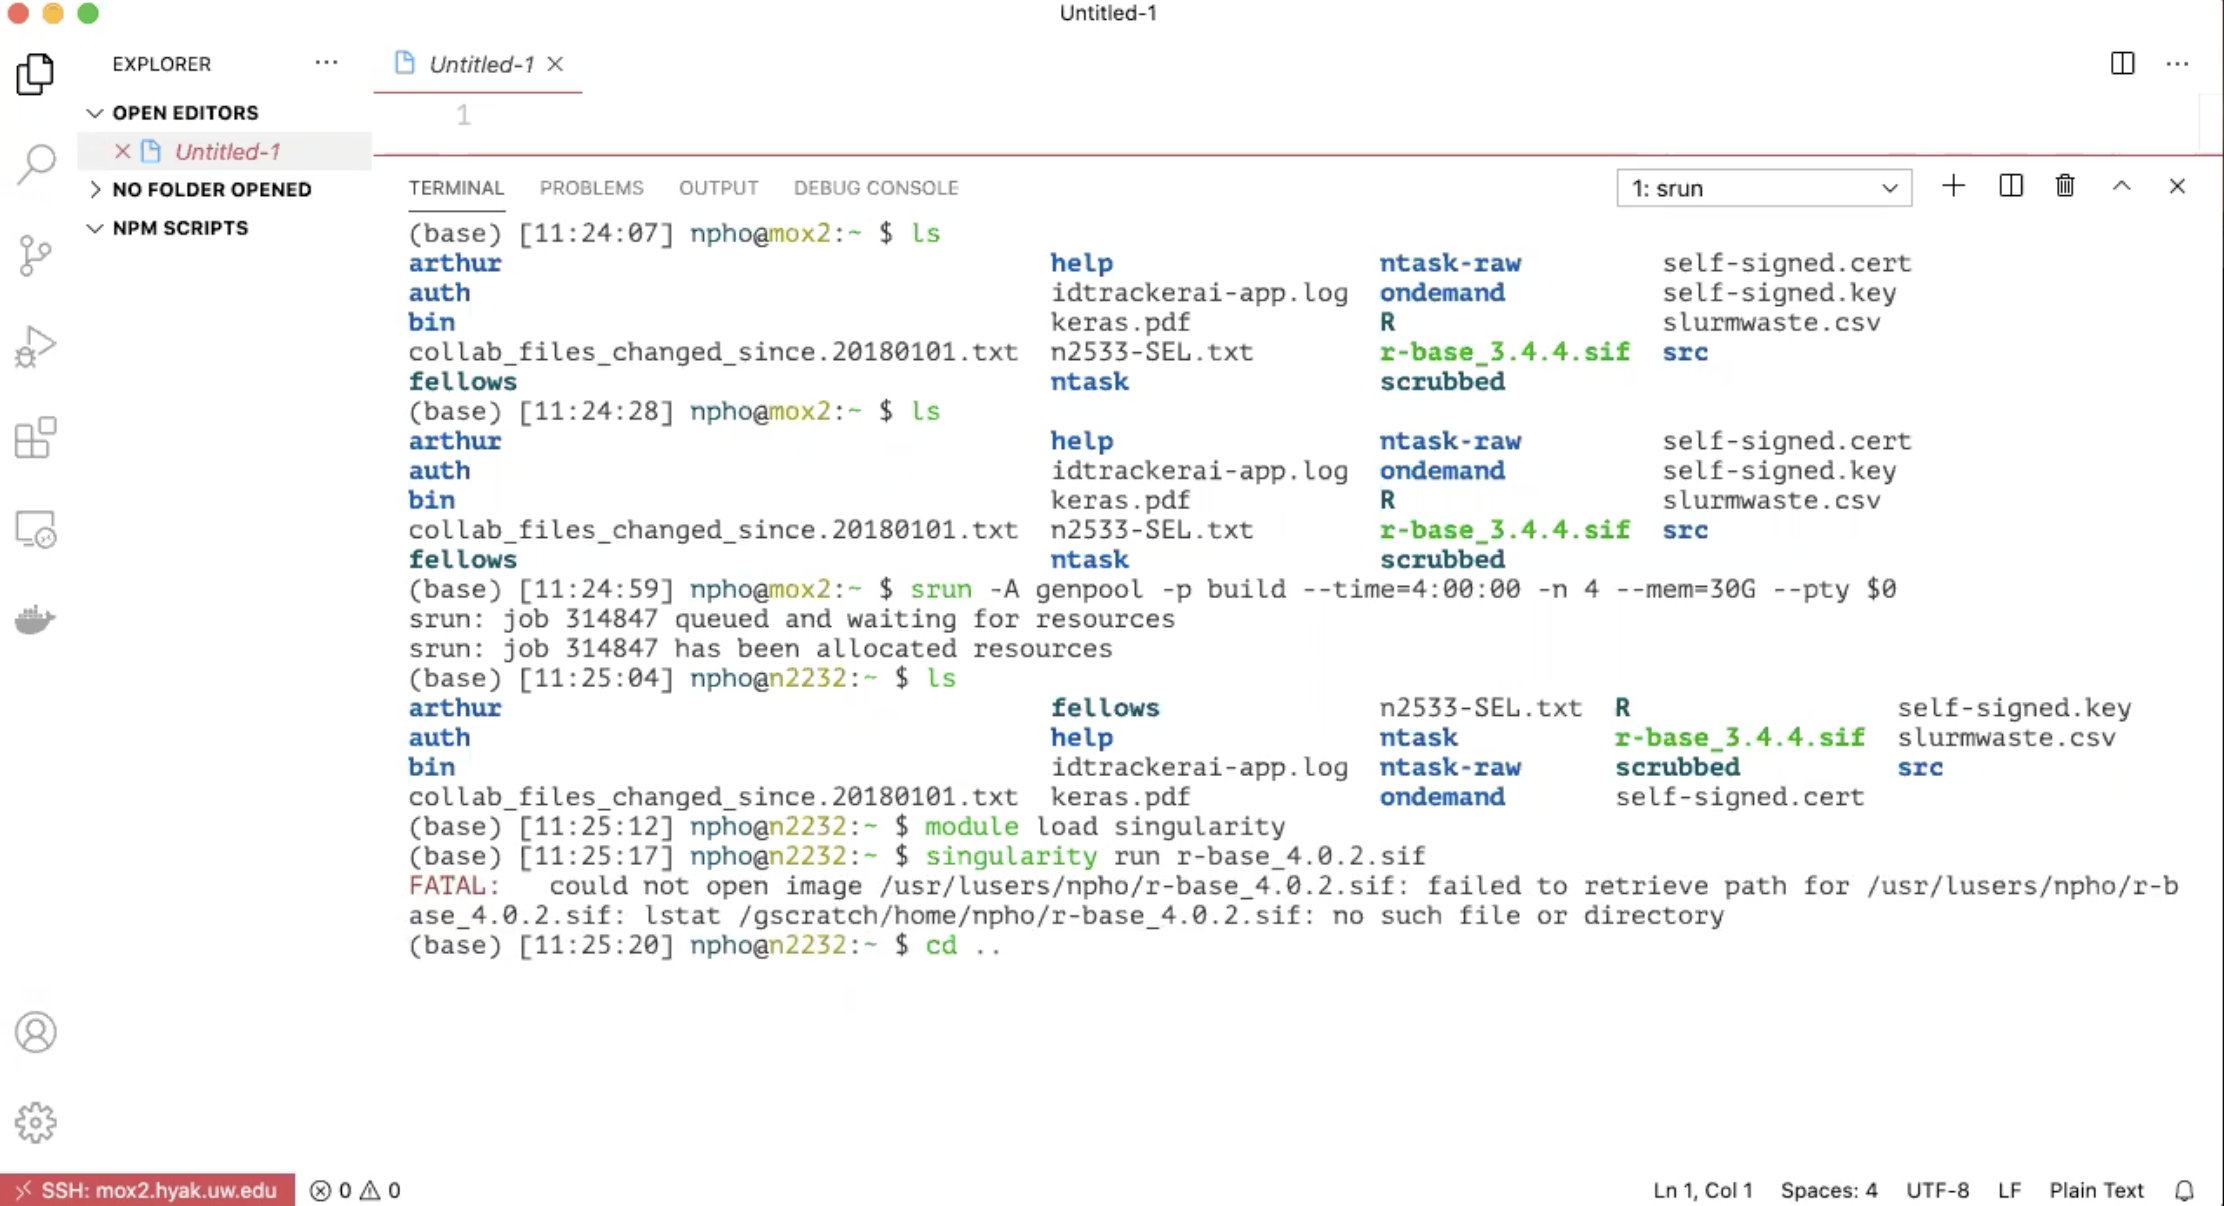 Untitled-1
EXPLORER ···
Untitled-1
OPEN EDITORS
Untitled-1
NO FOLDER OPENED
NPM SCRIPTS
1
TERMINAL PROBLEMS OUTPUT DEBUG CONSOLE 1: srun
(base) [11:24:07] npho@mox2:~ $ ls
arthur help ntask-raw self-signed.cert
auth idtrackerai-app.log ondemand self-signed.key
bin keras.pdf R slurmwaste.csv
collab_files_changed_since.20180101.txt n2533-SEL.txt r-base_3.4.4.sif src
fellows ntask scrubbed
(base) [11:24:28] npho@mox2:~ $ ls
arthur help ntask-raw self-signed.cert
auth idtrackerai-app.log ondemand self-signed.key
bin keras.pdf R slurmwaste.csv
collab_files_changed_since.20180101.txt n2533-SEL.txt r-base_3.4.4.sif src
fellows ntask scrubbed
(base) [11:24:59] npho@mox2:~ $ srun -A genpool -p build --time=4:00:00 -n 4 --mem=30G --pty $0
srun: job 314847 queued and waiting for resources
srun: job 314847 has been allocated resources
(base) [11:25:04] npho@n2232:~ $ ls
arthur fellows n2533-SEL.txt R self-signed.key
auth help ntask r-base_3.4.4.sif slurmwaste.csv
bin idtrackerai-app.log ntask-raw scrubbed src
collab_files_changed_since.20180101.txt keras.pdf ondemand self-signed.cert
(base) [11:25:12] npho@n2232:~ $ module load singularity
(base) [11:25:17] npho@n2232:~ $ singularity run r-base_4.0.2.sif
FATAL: could not open image /usr/lusers/npho/r-base_4.0.2.sif: failed to retrieve path for /usr/lusers/npho/r-b
ase_4.0.2.sif: lstat /gscratch/home/npho/r-base_4.0.2.sif: no such file or directory
(base) [11:25:20] npho@n2232:~ $ cd ..
SSH: mox2.hyak.uw.edu 0 0 Ln 1, Col 1 Spaces: 4 UTF-8 LF Plain Text